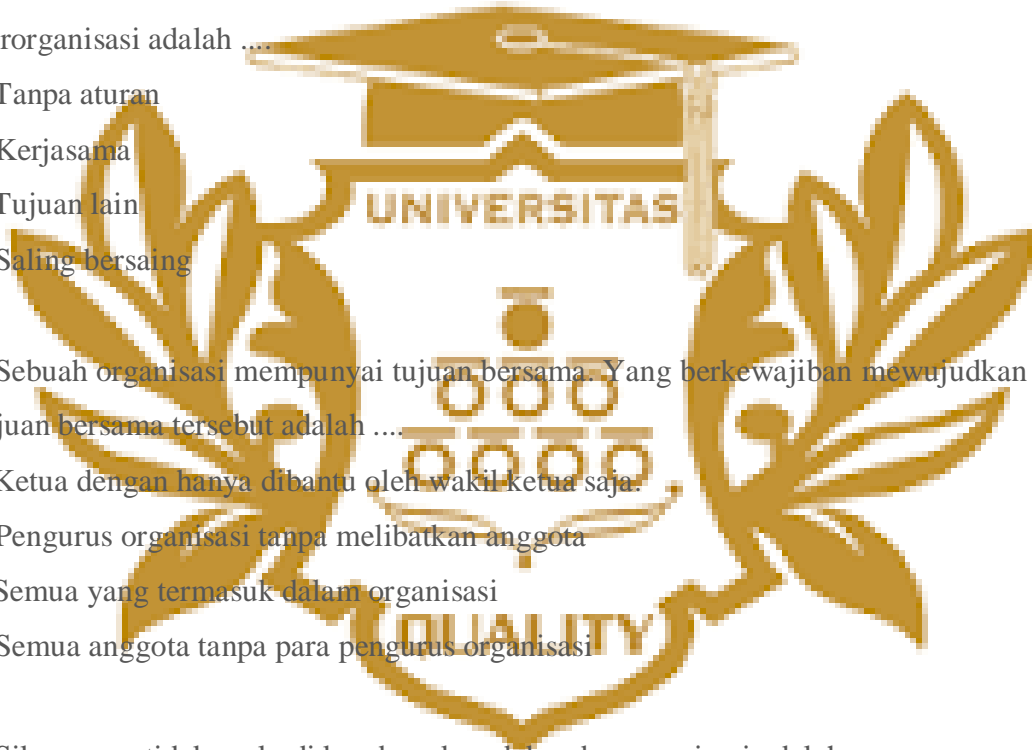 rorganisasi adalah ....
Tanpa aturan
Kerjasama
Tujuan lain
UNIVERSITAS
Saling bersaing
Sebuah organisasi mempunyai tujuan bersama. Yang berkewajiban mewujudkan
juan bersama tersebut adalah ....
Ketua dengan hanya dibantu oleh wakil ketua saja.
Pengurus organisasi tanpa melibatkan anggota
Semua yang termasuk dalam organisasi
QUALITY
Semua anggota tanpa para pengurus organisasi